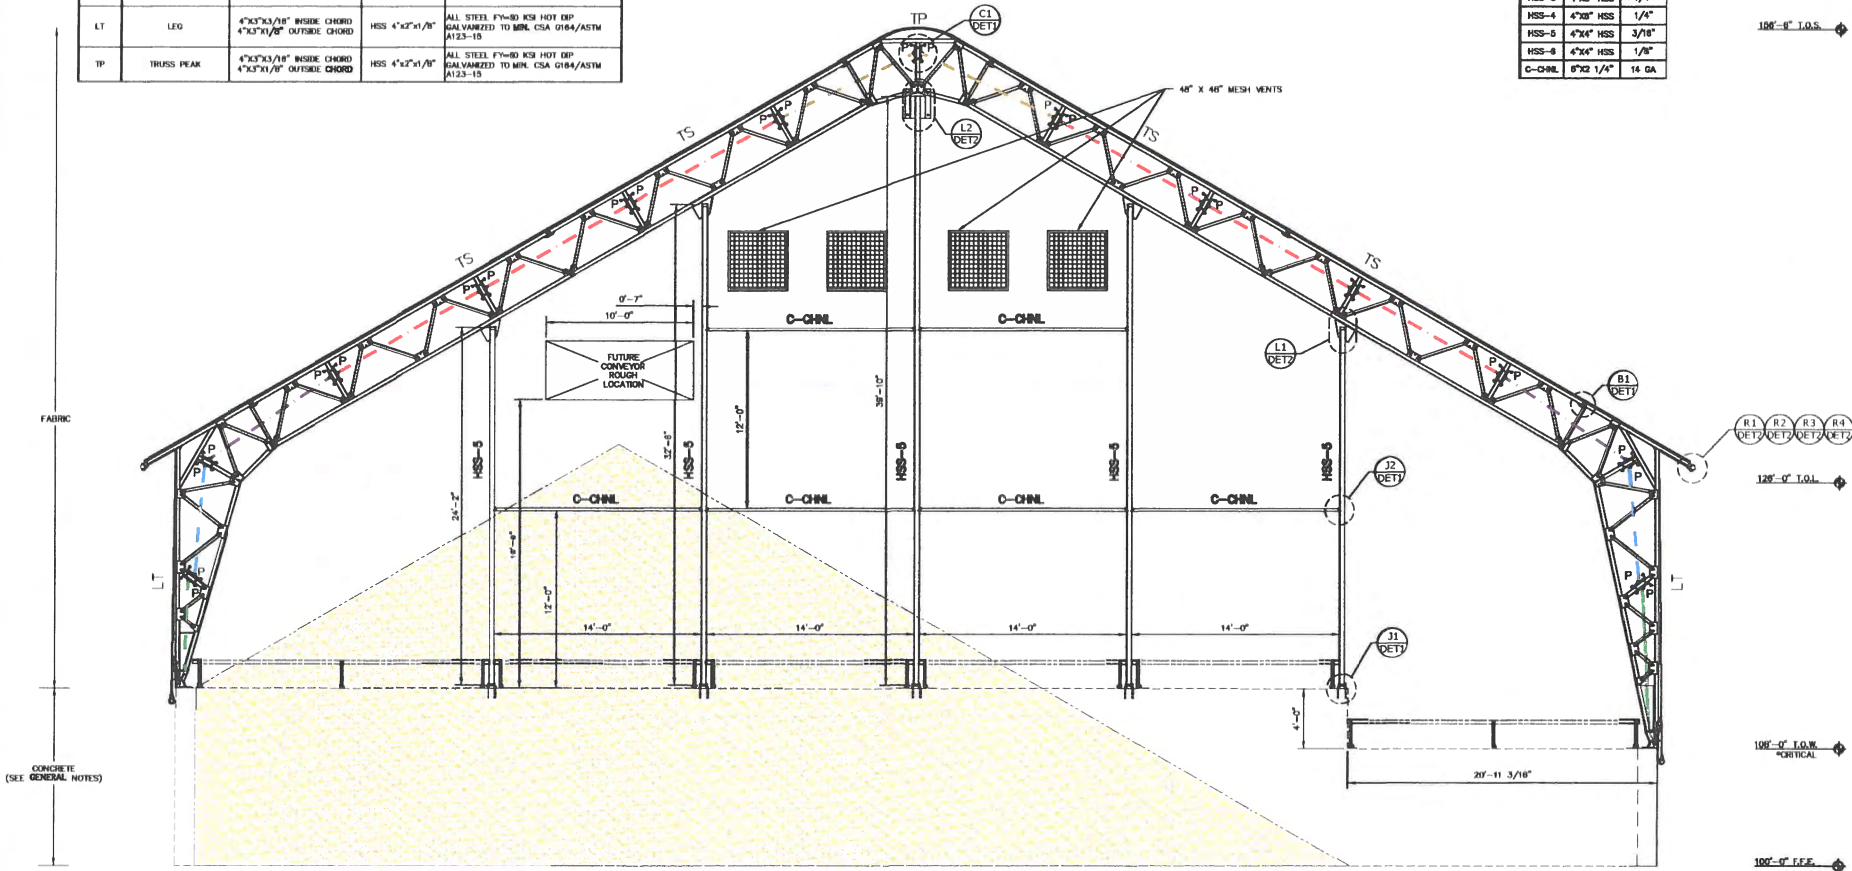 LT LEG 4"X3"X3/16" INSIDE CHORD 4"X3"X1/8" OUTSIDE CHORD HSS 4"x2"x1/8" ALL STEEL FY=50 KSI HOT DIP GALVANIZED TO MIN. CSA G164/ASTM A123-15
TP TRUSS PEAK 4"X3"X3/16" INSIDE CHORD 4"X3"X1/8" OUTSIDE CHORD HSS 4"x2"x1/8" ALL STEEL FY=50 KSI HOT DIP GALVANIZED TO MIN. CSA G164/ASTM A123-15
HSS-4 4"X6" HSS 1/4"
HSS-5 4"X4" HSS 3/16"
HSS-6 4"X4" HSS 1/8"
C-CHNL 8"X2 1/4" 14 GA
TP
C1
DET1
156'-8" T.O.S.
48" X 48" MESH VENTS
L2
DET2
TS
TS
TS
TS
P P
P P
P P
P P
P P
P P
P P
P P
P P
P P
P P
P P
P P
0'-7"
10'-0"
C-CHNL
C-CHNL
FUTURE
CONVEYOR
ROUGH
LOCATION
L1
DET2
39'-10"
B1
DET1
FABRIC
12'-0"
R1
DET2
R2
DET2
R3
DET2
R4
DET2
HSS-5
32'-8"
HSS-5
HSS-5
HSS-5
HSS-5
J2
DET1
126'-0" T.O.L.
C-CHNL
C-CHNL
C-CHNL
C-CHNL
24'-2"
12'-0"
LT
LT
14'-0"
14'-0"
14'-0"
14'-0"
J1
DET1
4'-0"
108'-0" T.O.W.
*CRITICAL
CONCRETE
(SEE GENERAL NOTES)
20'-11 3/16"
100'-0" F.F.E.